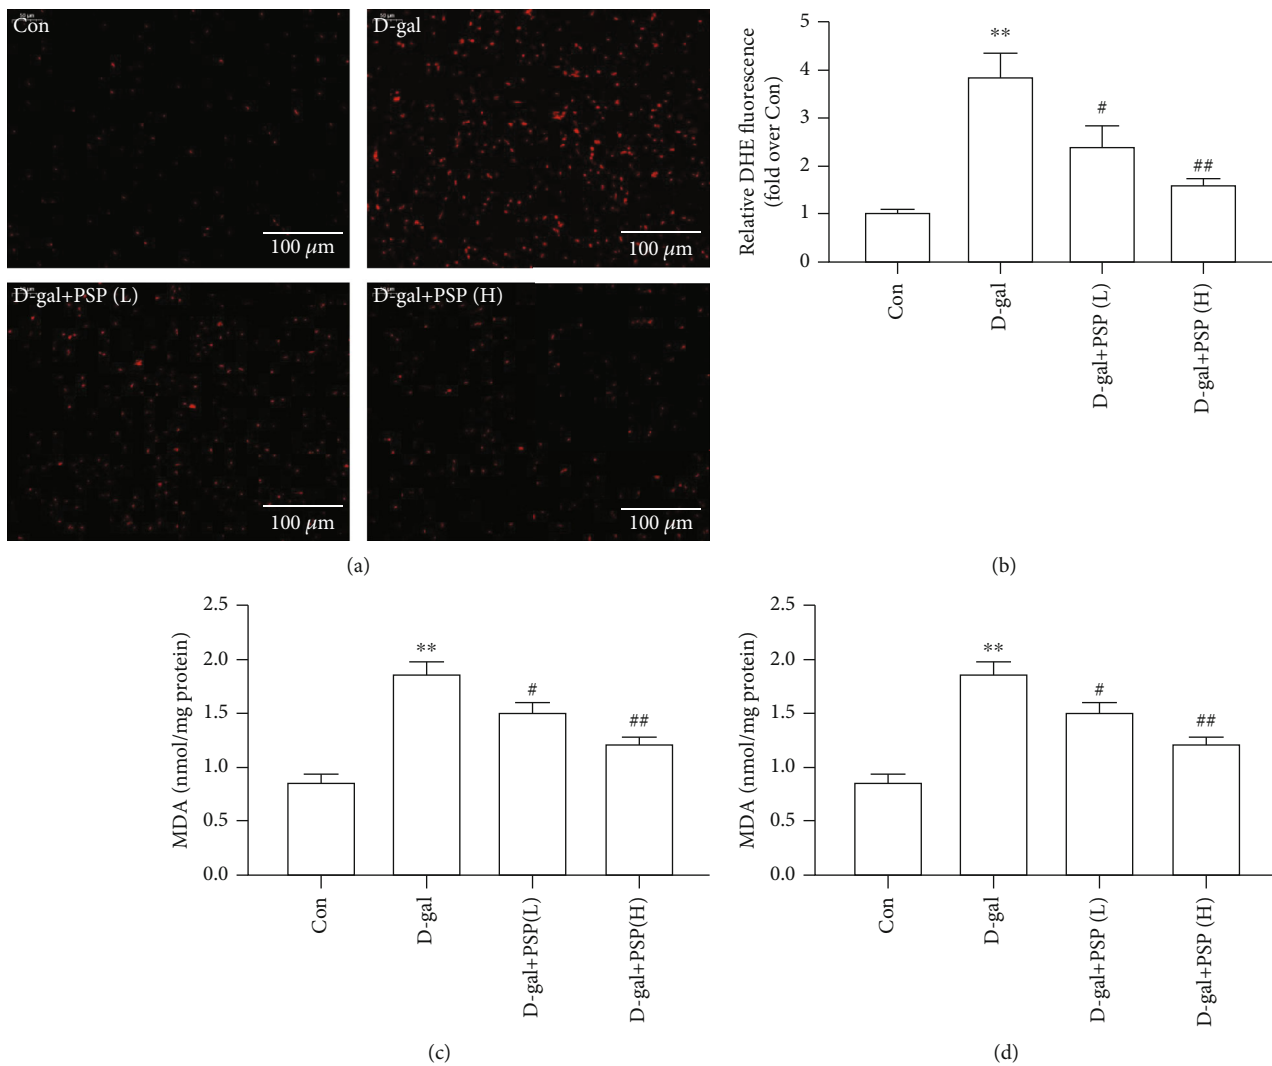 Con
D-gal
100 μm
100 μm
D-gal+PSP (L)
D-gal+PSP (H)
100 μm
100 μm
(a)
Relative DHE fluorescence
(fold over Con)
5
4
3
2
1
0
**
#
##
Con
D-gal
D-gal+PSP (L)
D-gal+PSP (H)
(b)
MDA (nmol/mg protein)
2.5
2.0
1.5
1.0
0.5
0.0
**
#
##
Con
D-gal
D-gal+PSP(L)
D-gal+PSP(H)
(c)
MDA (nmol/mg protein)
2.5
2.0
1.5
1.0
0.5
0.0
**
#
##
Con
D-gal
D-gal+PSP (L)
D-gal+PSP (H)
(d)